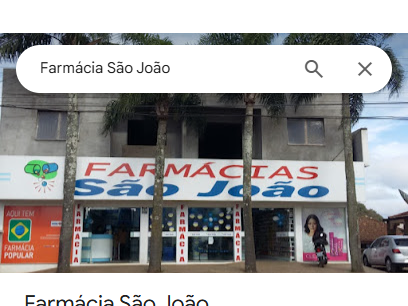 Farmácia São João
FARMÁCIAS
São João
AQUI TEM
FARMÁCIA
POPULAR
FARMÁCIA
FARMÁCIA
FARMÁCIA
Farmácia São João